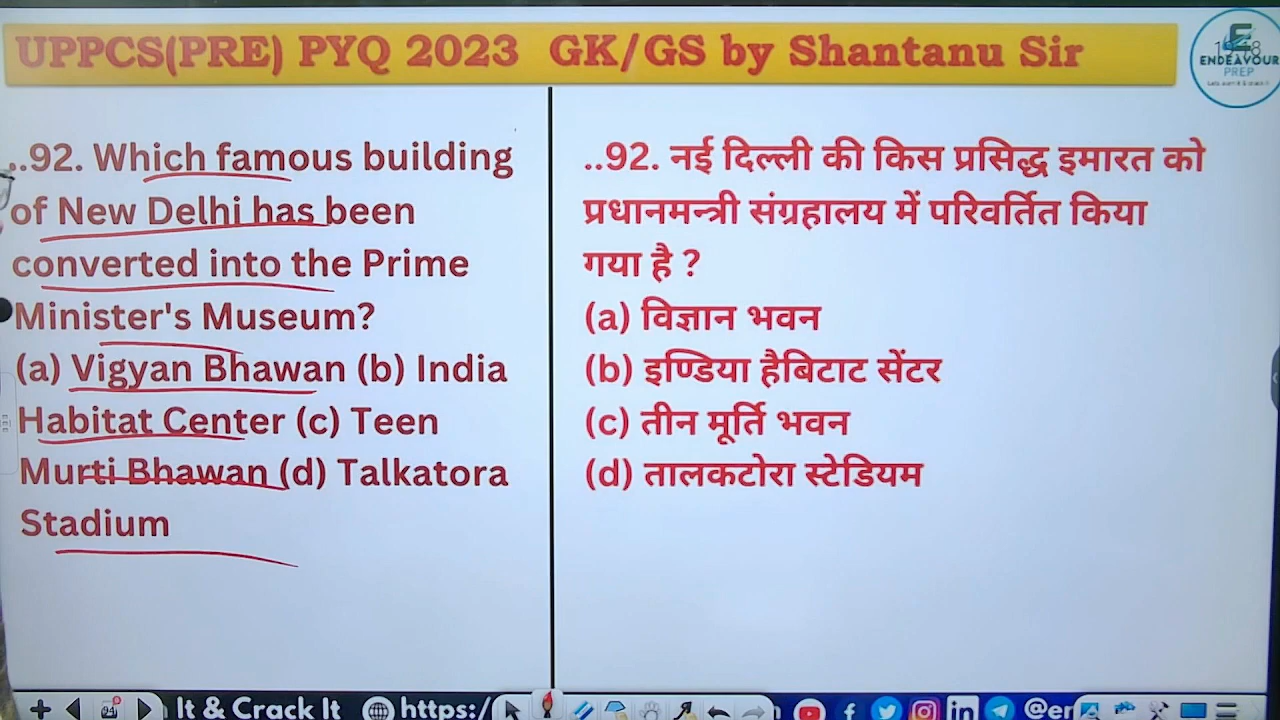 UPPCS(PRE) PYQ 2023 GK/GS by Shantanu Sir
ENDEAVOUR
PREP
..92. Which famous building
of New Delhi has been
converted into the Prime
Minister's Museum?
(a) Vigyan Bhawan (b) India
Habitat Center (c) Teen
Murti Bhawan (d) Talkatora
Stadium
..92. नई दिल्ली की किस प्रसिद्ध इमारत को
प्रधानमन्त्री संग्रहालय में परिवर्तित किया
गया है ?
(a) विज्ञान भवन
(b) इण्डिया हैबिटाट सेंटर
(c) तीन मूर्ति भवन
(d) तालकटोरा स्टेडियम
It & Crack It https:/